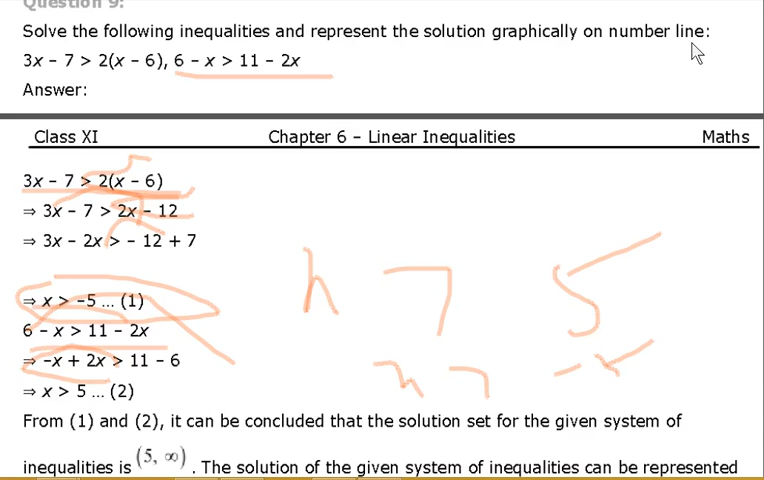 Question 9:
Solve the following inequalities and represent the solution graphically on number line:
3x – 7 > 2(x – 6), 6 – x > 11 – 2x
Answer:
Class XI Chapter 6 – Linear Inequalities Maths
3x – 7 > 2(x – 6)
⇒ 3x – 7 > 2x – 12
⇒ 3x – 2x > – 12 + 7
⇒ x > –5 … (1)
6 – x > 11 – 2x
⇒ –x + 2x > 11 – 6
⇒ x > 5 … (2)
From (1) and (2), it can be concluded that the solution set for the given system of
inequalities is (5, ∞). The solution of the given system of inequalities can be represented